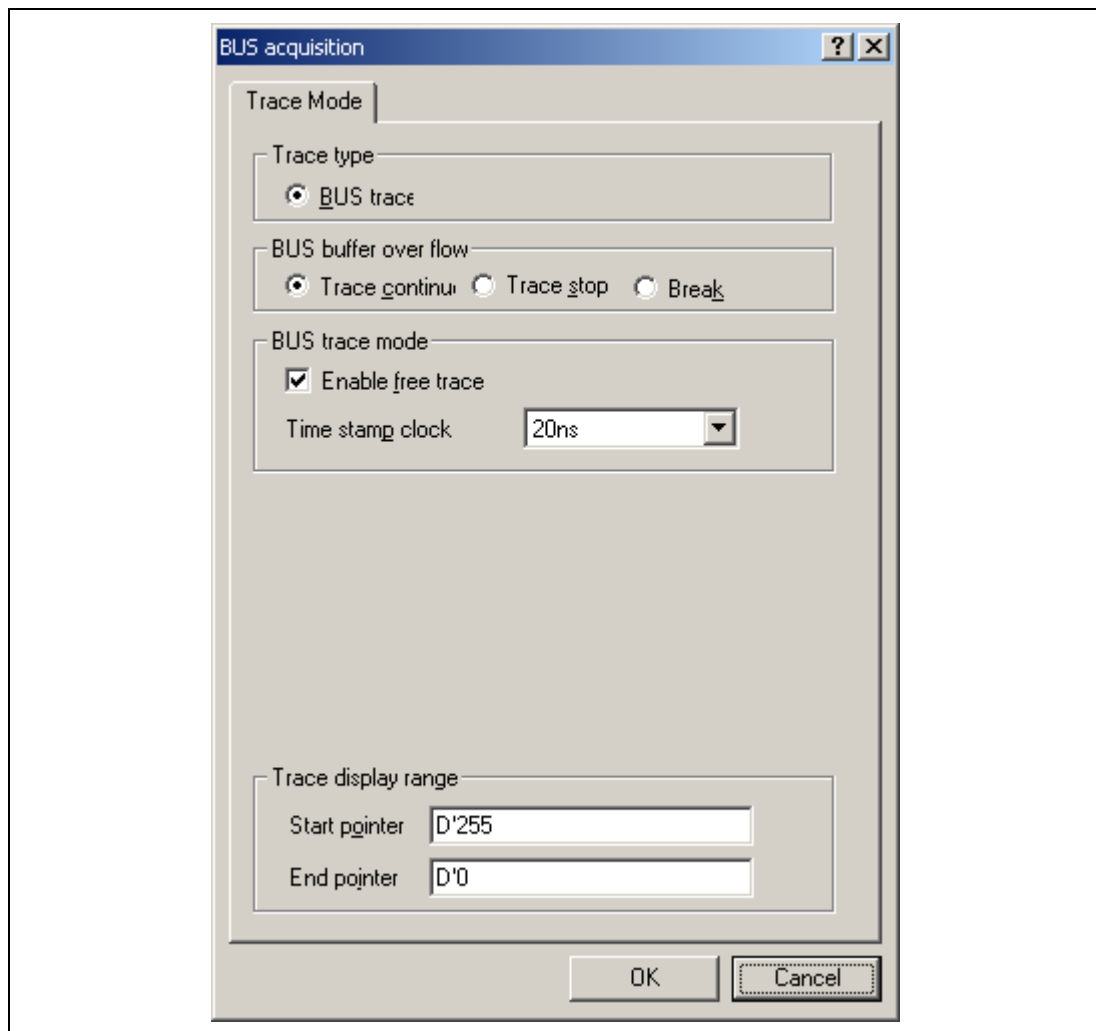 BUS acquisition
Trace Mode
Trace type
BUS trace
BUS buffer over flow
Trace continu Trace stop Break
BUS trace mode
Enable free trace
Time stamp clock 20ns
Trace display range
Start pointer D'255
End pointer D'0
OK Cancel